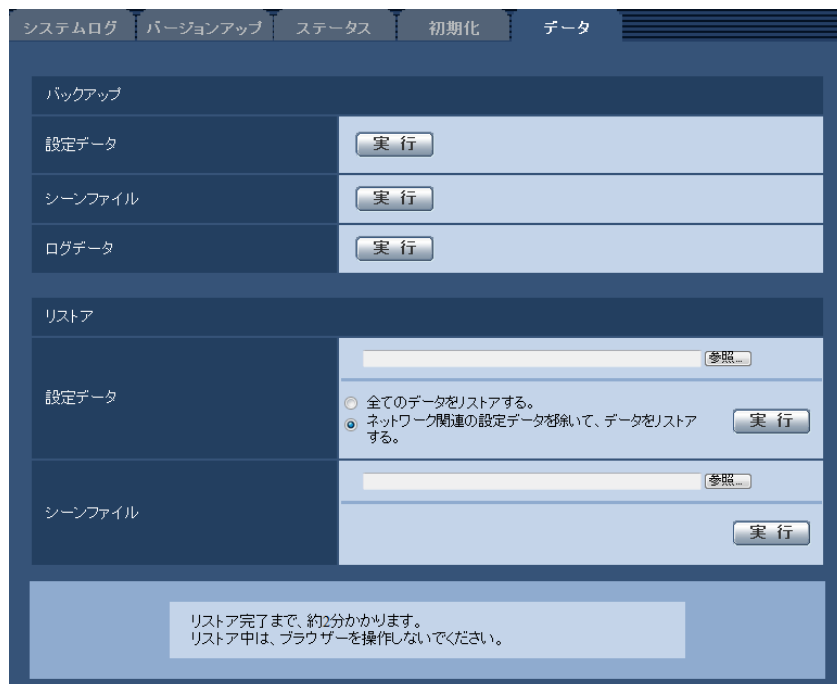 システムログ バージョンアップ ステータス 初期化 データ
バックアップ
設定データ 実行
シーンファイル 実行
ログデータ 実行
リストア
参照...
設定データ
全てのデータをリストアする。
ネットワーク関連の設定データを除いて、データをリストア
する。
実行
参照...
シーンファイル
実行
リストア完了まで、約2分かかります。
リストア中は、ブラウザーを操作しないでください。